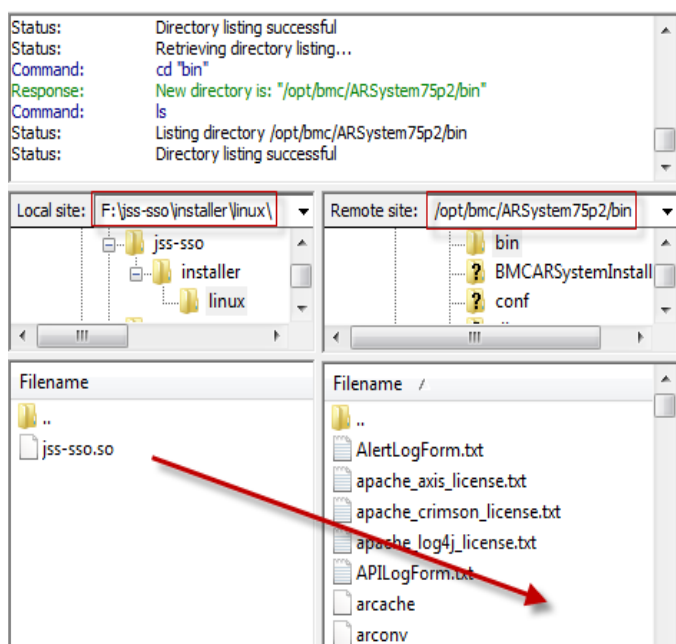 Status: Directory listing successful
Status: Retrieving directory listing...
Command: cd "bin"
Response: New directory is: "/opt/bmc/ARSystem75p2/bin"
Command: ls
Status: Listing directory /opt/bmc/ARSystem75p2/bin
Status: Directory listing successful
Local site: F:\jss-sso\installer\linux\
jss-sso
installer
linux
Remote site: /opt/bmc/ARSystem75p2/bin
bin
BMCARSystemInstall
conf
Filename
..
jss-sso.so
Filename
..
AlertLogForm.txt
apache_axis_license.txt
apache_crimson_license.txt
apache_log4j_license.txt
APILogForm.txt
arcache
arconv